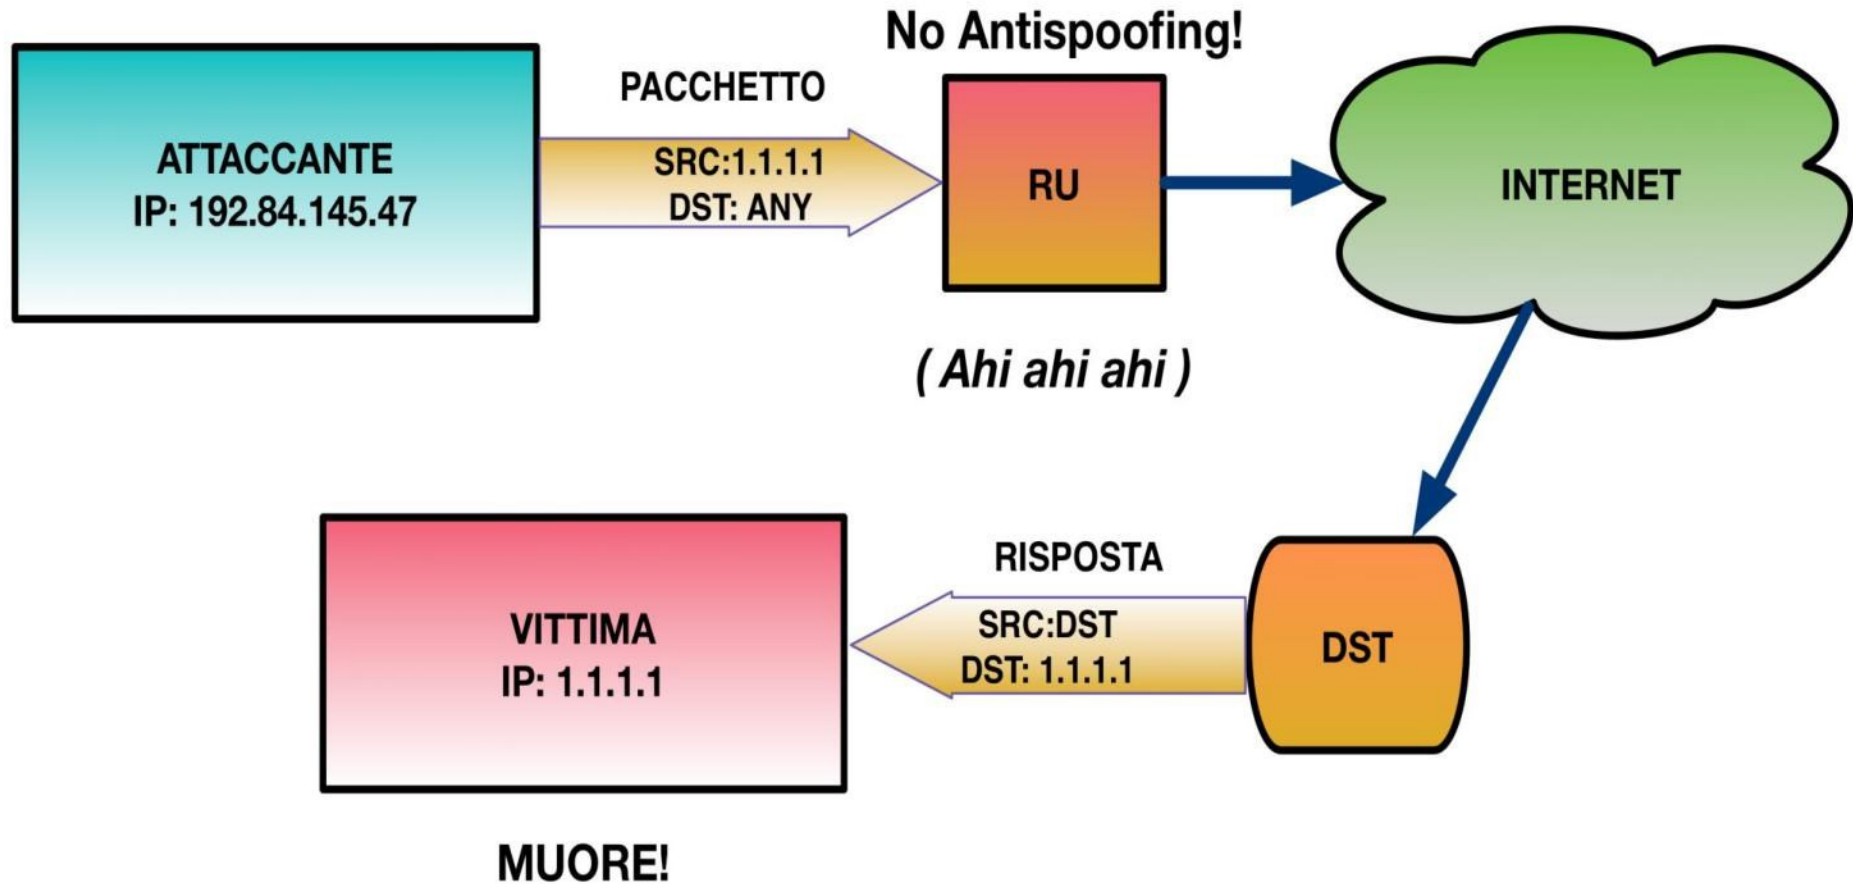 No Antispoofing!
PACCHETTO
ATTACCANTE
IP: 192.84.145.47
SRC:1.1.1.1
DST: ANY
RU
INTERNET
( Ahi ahi ahi )
RISPOSTA
VITTIMA
IP: 1.1.1.1
SRC:DST
DST: 1.1.1.1
DST
MUORE!